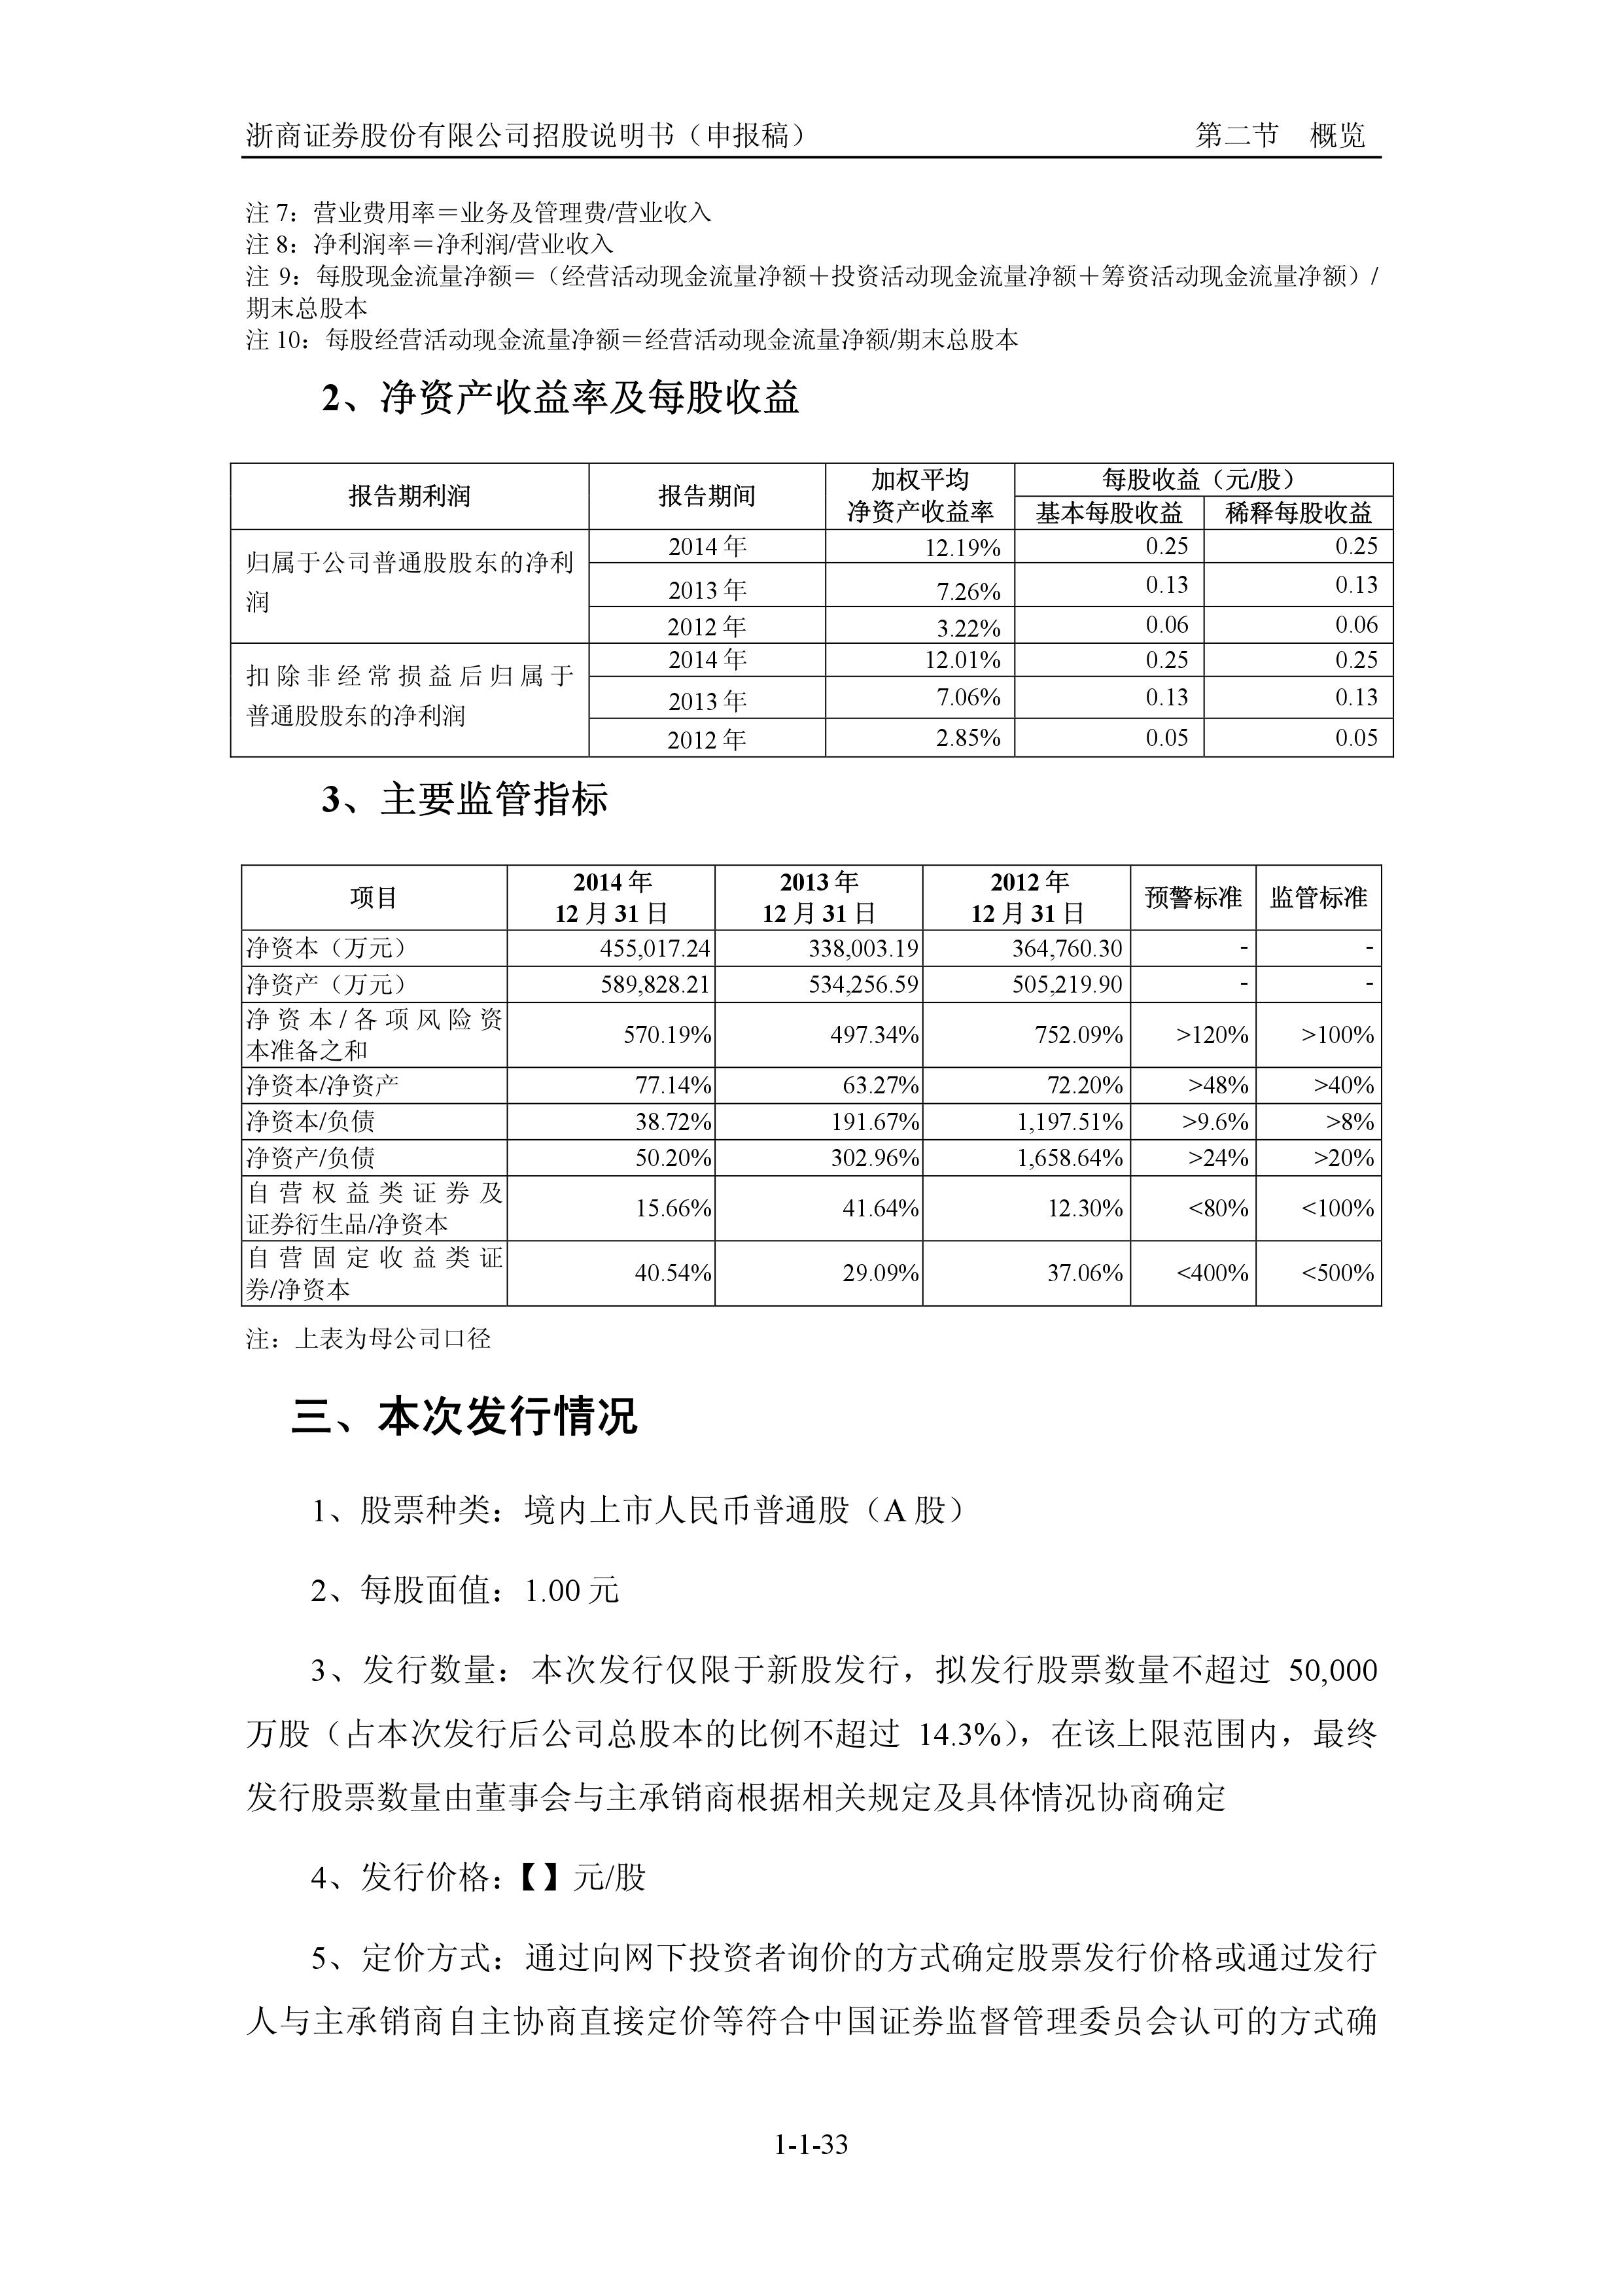 浙商证券股份有限公司招股说明书（申报稿） 第二节 概览
注 7：营业费用率＝业务及管理费/营业收入
注 8：净利润率＝净利润/营业收入
注 9：每股现金流量净额＝（经营活动现金流量净额＋投资活动现金流量净额＋筹资活动现金流量净额）/
期末总股本
注 10：每股经营活动现金流量净额＝经营活动现金流量净额/期末总股本
2、净资产收益率及每股收益
报告期利润 报告期间 加权平均 净资产收益率 每股收益（元/股）
基本每股收益 稀释每股收益
归属于公司普通股股东的净利
润
2014 年 12.19% 0.25 0.25
2013 年 7.26% 0.13 0.13
2012 年 3.22% 0.06 0.06
扣除非经常损益后归属于
普通股股东的净利润
2014 年 12.01% 0.25 0.25
2013 年 7.06% 0.13 0.13
2012 年 2.85% 0.05 0.05
3、主要监管指标
项目 2014 年 12 月 31 日 2013 年 12 月 31 日 2012 年 12 月 31 日 预警标准 监管标准
净资本（万元） 455,017.24 338,003.19 364,760.30 - -
净资产（万元） 589,828.21 534,256.59 505,219.90 - -
净资本/各项风险资
本准备之和 570.19% 497.34% 752.09% >120% >100%
净资本/净资产 77.14% 63.27% 72.20% >48% >40%
净资本/负债 38.72% 191.67% 1,197.51% >9.6% >8%
净资产/负债 50.20% 302.96% 1,658.64% >24% >20%
自营权益类证券及
证券衍生品/净资本 15.66% 41.64% 12.30% <80% <100%
自营固定收益类证
券/净资本 40.54% 29.09% 37.06% <400% <500%
注：上表为母公司口径
三、本次发行情况
1、股票种类：境内上市人民币普通股（A 股）
2、每股面值：1.00 元
3、发行数量：本次发行仅限于新股发行，拟发行股票数量不超过 50,000
万股（占本次发行后公司总股本的比例不超过 14.3%），在该上限范围内，最终
发行股票数量由董事会与主承销商根据相关规定及具体情况协商确定
4、发行价格：【】元/股
5、定价方式：通过向网下投资者询价的方式确定股票发行价格或通过发行
人与主承销商自主协商直接定价等符合中国证券监督管理委员会认可的方式确
1-1-33